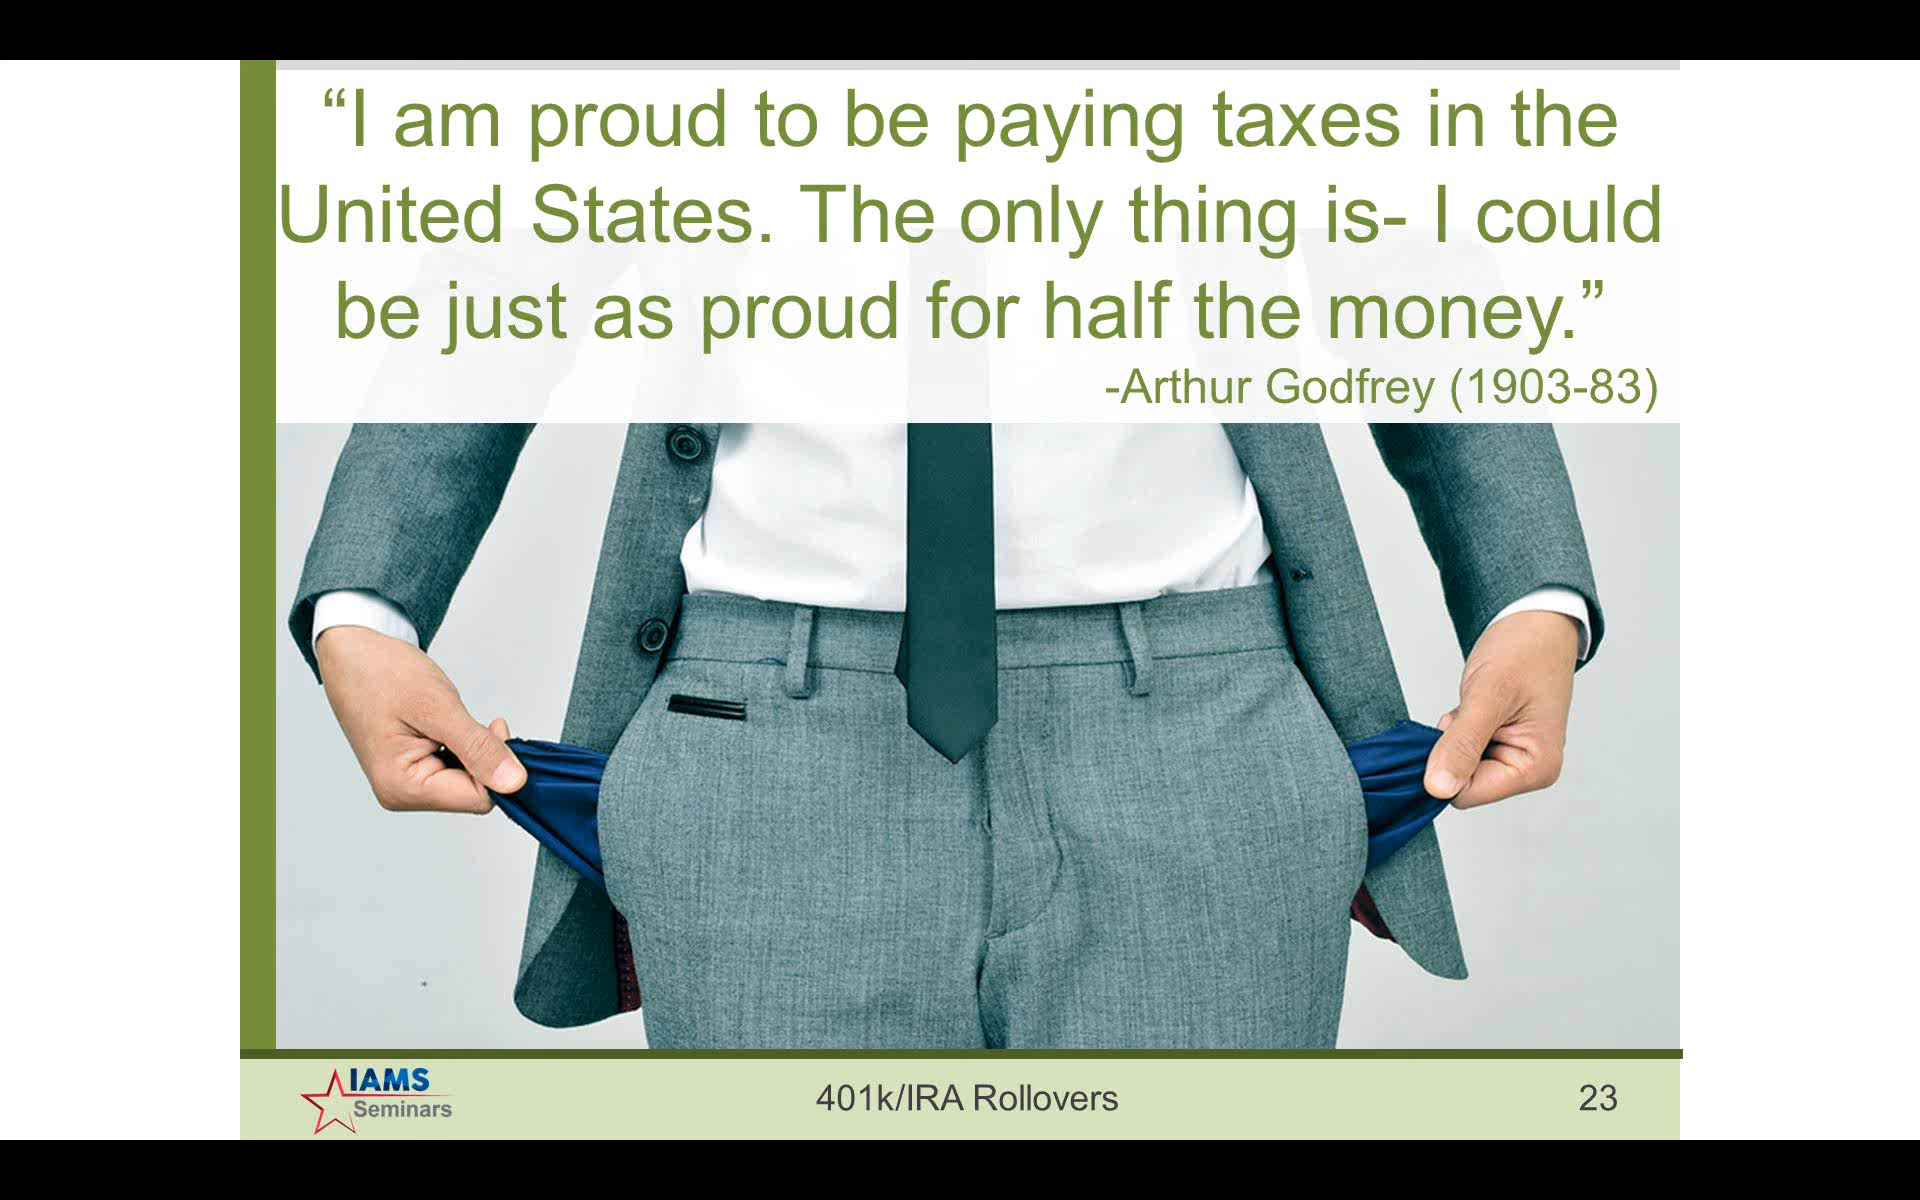 “I am proud to be paying taxes in the
United States. The only thing is- I could
be just as proud for half the money.”
-Arthur Godfrey (1903-83)
*
IAMS
Seminars
401k/IRA Rollovers
23